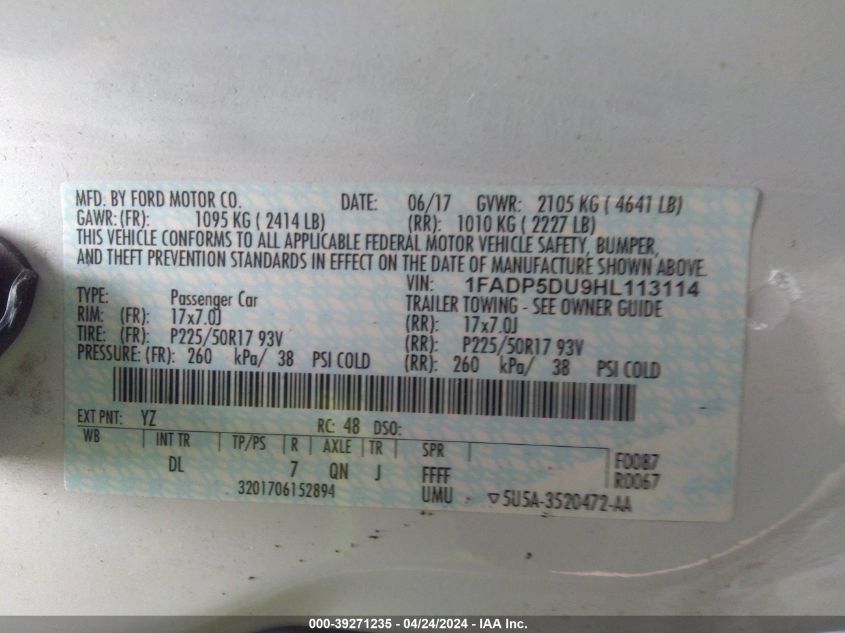 MFD. BY FORD MOTOR CO. DATE: 06/17 GVWR: 2105 KG ( 4641 LB)
GAWR: (FR): 1095 KG ( 2414 LB) (RR): 1010 KG ( 2227 LB)
THIS VEHICLE CONFORMS TO ALL APPLICABLE FEDERAL MOTOR VEHICLE SAFETY, BUMPER,
AND THEFT PREVENTION STANDARDS IN EFFECT ON THE DATE OF MANUFACTURE SHOWN ABOVE.
VIN: 1FADP5DU9HL113114
TYPE: Passenger Car TRAILER TOWING - SEE OWNER GUIDE
RIM: (FR): 17x7.0J (RR): 17x7.0J
TIRE: (FR): P225/50R17 93V (RR): P225/50R17 93V
PRESSURE: (FR): 260 kPa/ 38 PSI COLD (RR): 260 kPa/ 38 PSI COLD
EXT PNT: YZ RC: 48 DSO:
WB INT TR TP/PS R AXLE TR SPR
DL 7 QN J FFFF F0087
3201706152894 UMU R0067
▽5U5A-3520472-AA
000-39271235 - 04/24/2024 - IAA Inc.